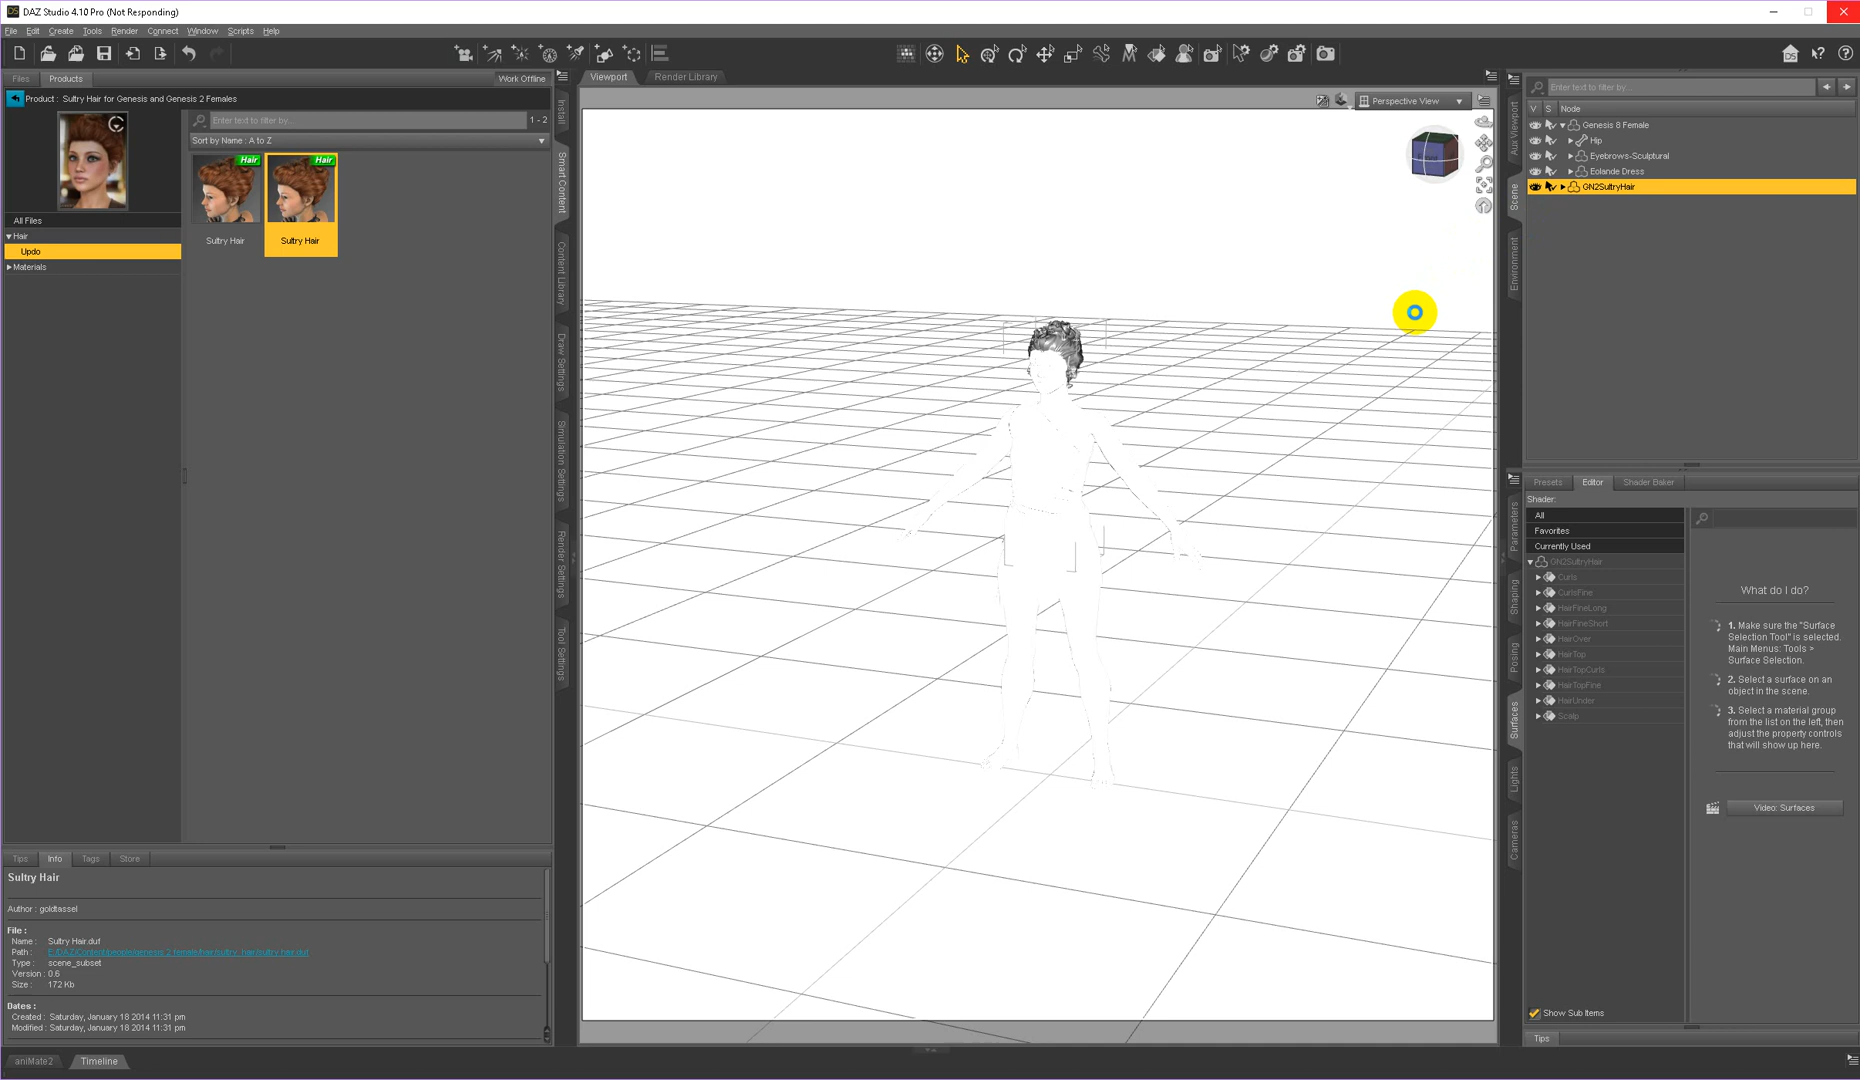 DAZ Studio 4.10 Pro (Not Responding)
File Edit Create Tools Render Connect Window Scripts Help
Files Products Work Offline
Product : Sultry Hair for Genesis and Genesis 2 Females
Enter text to filter by... 1 - 2
Sort by Name : A to Z
Hair
Hair
Sultry Hair
Sultry Hair
All Files
Hair
Updo
Materials
Install
Smart Content
Content Library
Draw Settings
Simulation Settings
Render Settings
Tool Settings
Tips Info Tags Store
Sultry Hair
Author : goldtassel
File :
Name : Sultry Hair.duf
Type : scene_subset
Version : 0.6
Size : 172 Kb
Dates :
Created : Saturday, January 18 2014 11:31 pm
Modified : Saturday, January 18 2014 11:31 pm
aniMate2 Timeline
Viewport Render Library
Perspective View
Aux Viewport
Scene
Environment
Enter text to filter by...
V S Node
Genesis 8 Female
Hip
Eyebrows-Sculptural
Eolande Dress
GN2SultryHair
Parameters
Shaping
Posing
Surfaces
Lights
Cameras
Presets Editor Shader Baker
Shader:
All
Favorites
Currently Used
GN2SultryHair
Curls
CurlsFine
HairFineLong
HairFineShort
HairOver
HairTop
HairTopCurls
HairTopFine
HairUnder
Scalp
What do I do?
1. Make sure the "Surface
Selection Tool" is selected.
Main Menus: Tools >
Surface Selection.
2. Select a surface on an
object in the scene.
3. Select a material group
from the list on the left, then
adjust the property controls
that will show up here.
Video: Surfaces
Show Sub Items
Tips